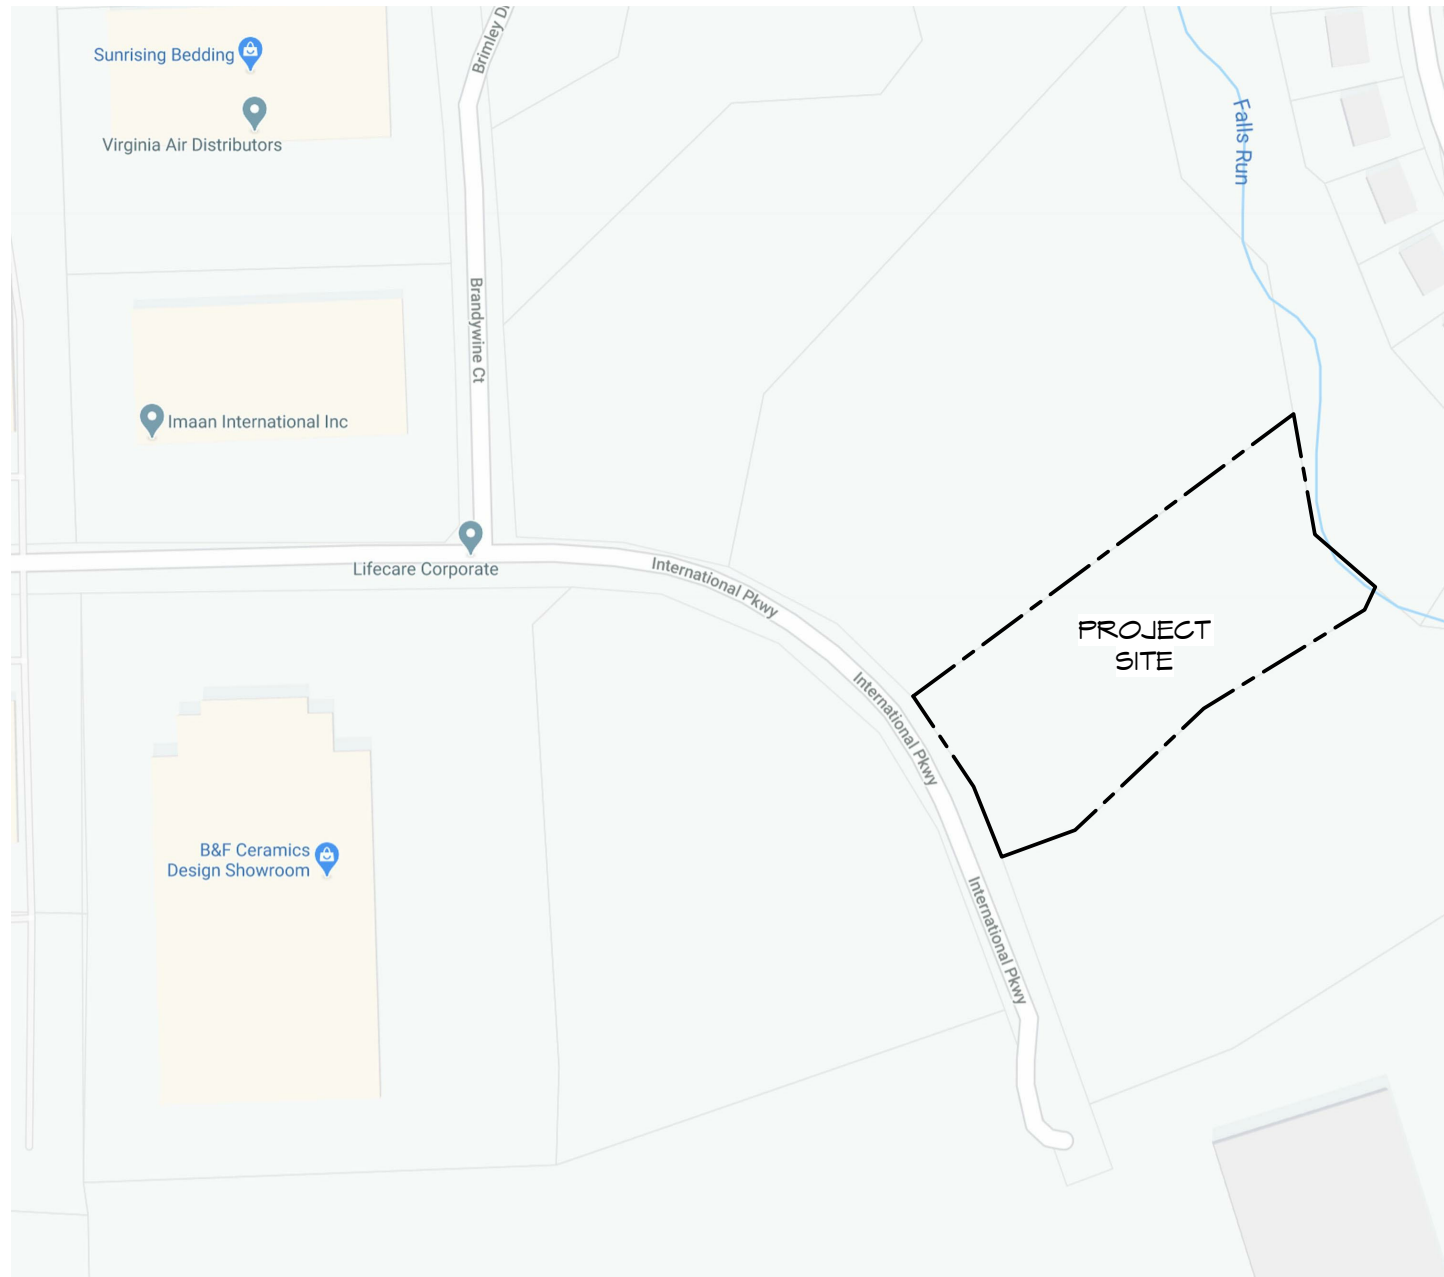 Brimley D
Sunrising Bedding
Virginia Air Distributors
Falls Run
Brandywine Ct
Imaan International Inc
Lifecare Corporate
International Pkwy
PROJECT
SITE
International Pkwy
B&F Ceramics
Design Showroom
International Pkwy